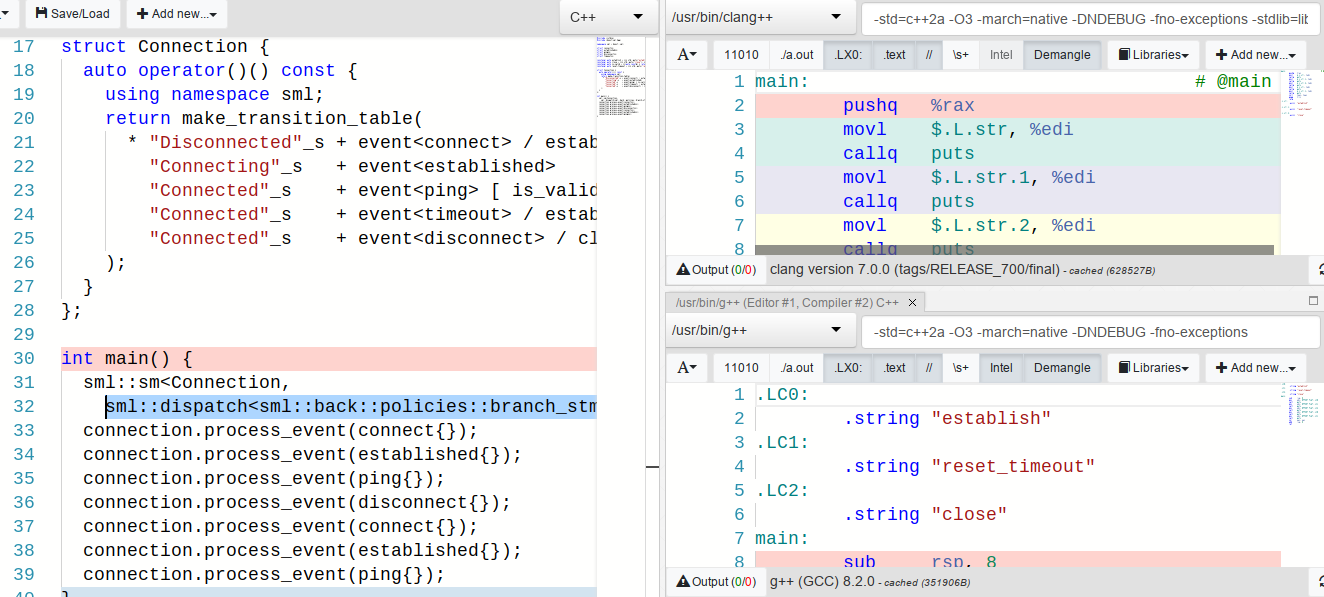 Save/Load
Add new...
C++
17 struct Connection {
18 auto operator()() const {
19 using namespace sml;
20 return make_transition_table(
21 * "Disconnected"_s + event<connect> / estab
22 "Connecting"_s + event<established>
23 "Connected"_s + event<ping> [ is_valid
24 "Connected"_s + event<timeout> / estab
25 "Connected"_s + event<disconnect> / cl
26 );
27 }
28 };
29
30 int main() {
31 sml::sm<Connection,
32 sml::dispatch<sml::back::policies::branch_stm
33 connection.process_event(connect{});
34 connection.process_event(established{});
35 connection.process_event(ping{});
36 connection.process_event(disconnect{});
37 connection.process_event(connect{});
38 connection.process_event(established{});
39 connection.process_event(ping{});
40 }
/usr/bin/clang++
-std=c++2a -O3 -march=native -DNDEBUG -fno-exceptions -stdlib=lib
A 11010 ./a.out .LX0: .text // \s+ Intel Demangle Libraries Add new...
1 main: # @main
2 pushq %rax
3 movl $.L.str, %edi
4 callq puts
5 movl $.L.str.1, %edi
6 callq puts
7 movl $.L.str.2, %edi
8 callq puts
Output (0/0) clang version 7.0.0 (tags/RELEASE_700/final) - cached (628527B)
/usr/bin/g++ (Editor #1, Compiler #2) C++ ×
/usr/bin/g++
-std=c++2a -O3 -march=native -DNDEBUG -fno-exceptions
A 11010 ./a.out .LX0: .text // \s+ Intel Demangle Libraries Add new...
1 .LC0:
2 .string "establish"
3 .LC1:
4 .string "reset_timeout"
5 .LC2:
6 .string "close"
7 main:
8 sub rsp, 8
Output (0/0) g++ (GCC) 8.2.0 - cached (351906B)